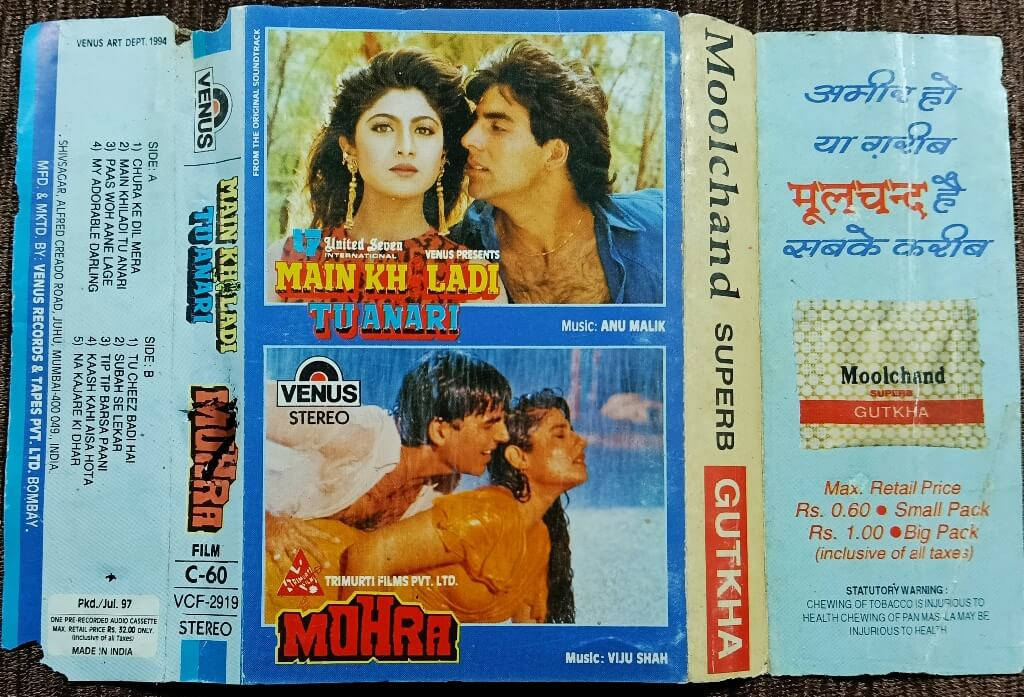 VENUS ART DEPT. 1994
SIDE: A
1) CHURA KE DIL MERA
2) MAIN KHILADI TU ANARI
3) PAAS WOH AANE LAGE
4) MY ADORABLE DARLING
SIDE: B
1) TU CHEEZ BADI HAI
2) SUBAH SE LEKAR
3) TIP TIP BARSA PAANI
4) KAASH KAHI AISA HOTA
5) NA KAJARE KI DHAR
SHIVSAGAR, ALFRED CREADO ROAD, JUHU, MUMBAI-400 049., INDIA.
MFD. & MKTD. BY: VENUS RECORDS & TAPES PVT. LTD. BOMBAY.
Pkd./Jul. 97
ONE PRE-RECORDED AUDIO CASSETTE
MAX. RETAIL PRICE Rs. 32.00 ONLY.
(Inclusive of all Taxes)
MADE IN INDIA
VENUS
MAIN KH LADI
TU ANARI
MOHRA
FILM
C-60
VCF-2919
STEREO
FROM THE ORIGINAL SOUNDTRACK
17 United Seven
INTERNATIONAL
VENUS PRESENTS
MAIN KH LADI
TU ANARI
Music: ANU MALIK
VENUS
STEREO
TRIMURTI FILMS PVT. LTD.
MOHRA
Music: VIJU SHAH
Moolchand SUPERB GUTKHA
अमीर हो
या ग़रीब
मूलचन्द है
सबके करीब
Moolchand
SUPERB
GUTKHA
Max. Retail Price
Rs. 0.60 ● Small Pack
Rs. 1.00 ● Big Pack
(inclusive of all taxes)
STATUTORY WARNING:
CHEWING OF TOBACCO IS INJURIOUS TO
HEALTH CHEWING OF PAN MASALA MAY BE
INJURIOUS TO HEALTH